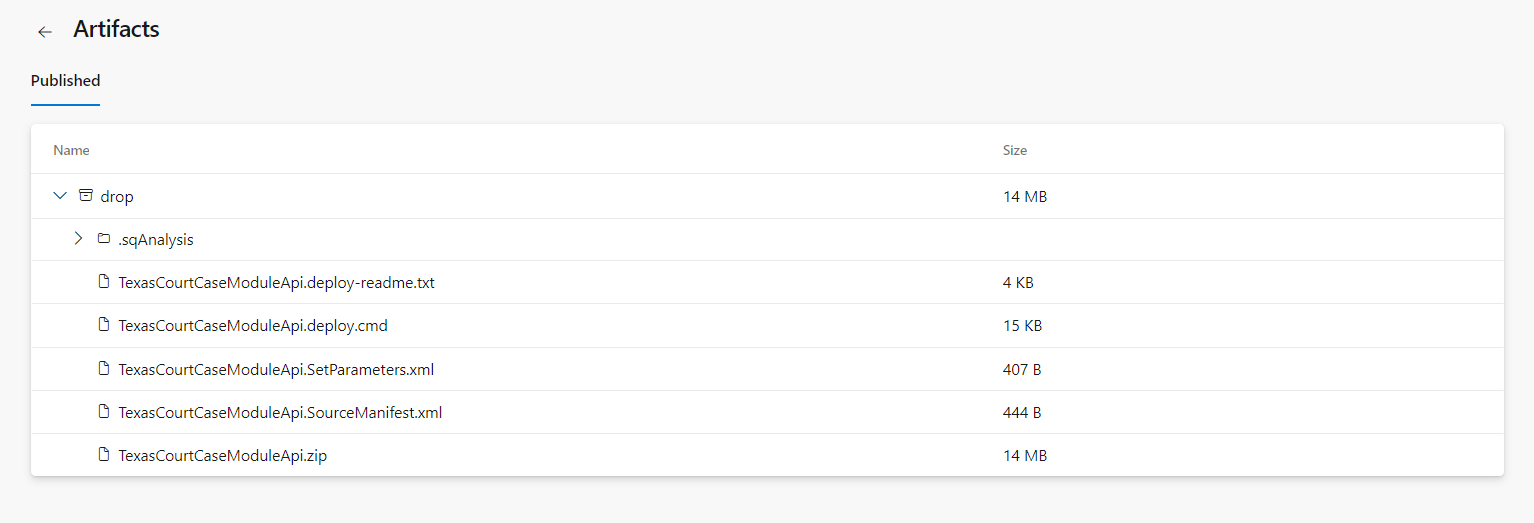 Artifacts
Published
Name Size
drop 14 MB
.sqAnalysis
TexasCourtCaseModuleApi.deploy-readme.txt 4 KB
TexasCourtCaseModuleApi.deploy.cmd 15 KB
TexasCourtCaseModuleApi.SetParameters.xml 407 B
TexasCourtCaseModuleApi.SourceManifest.xml 444 B
TexasCourtCaseModuleApi.zip 14 MB